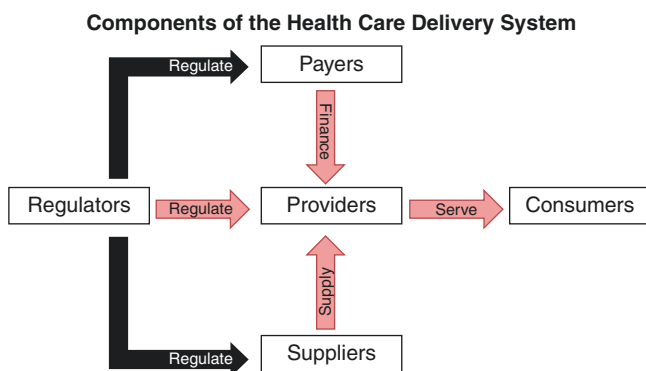 Components of the Health Care Delivery System
Regulate
Payers
Finance
Regulators
Regulate
Providers
Serve
Consumers
Supply
Regulate
Suppliers